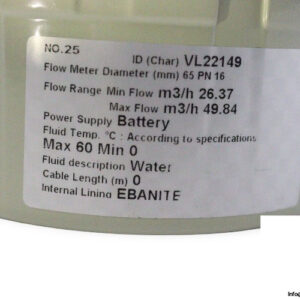 NO.25
ID (Char) VL22149
Flow Meter Diameter (mm) 65 PN 16
Flow Range Min Flow m3/h 26.37
Max Flow m3/h 49.84
Power Supply Battery
Fluid Temp. °C : According to specifications
Max 60 Min 0
Fluid description Water
Cable Length (m) 0
Internal Lining EBANITE